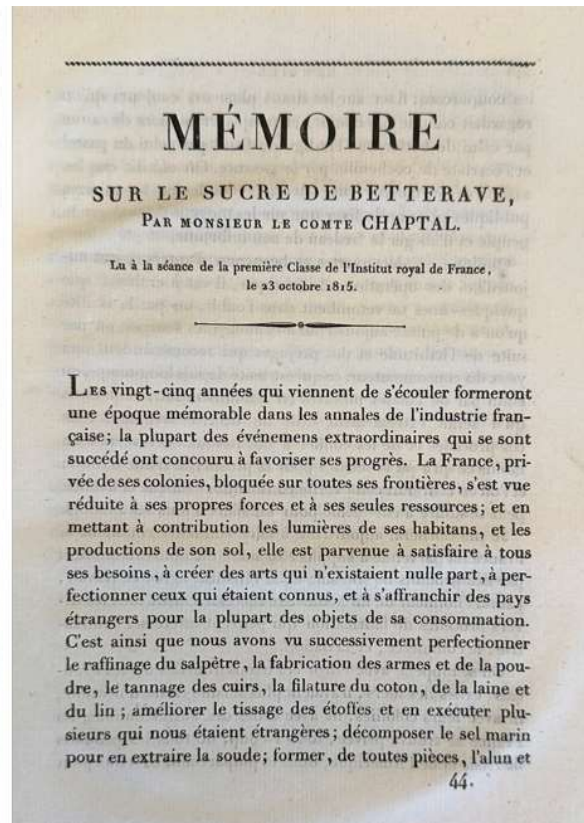 MÉMOIRE
SUR LE SUCRE DE BETTERAVE,
PAR MONSIEUR LE COMTE CHAPTAL.
Lu à la séance de la première Classe de l'Institut royal de France,
le 23 octobre 1815.
LES vingt-cinq années qui viennent de s'écouler formeront
une époque mémorable dans les annales de l'industrie fran-
çaise; la plupart des événemens extraordinaires qui se sont
succédé ont concouru à favoriser ses progrès. La France, pri-
vée de ses colonies, bloquée sur toutes ses frontières, s'est vue
réduite à ses propres forces et à ses seules ressources; et en
mettant à contribution les lumières de ses habitans, et les
productions de son sol, elle est parvenue à satisfaire à tous
ses besoins, à créer des arts qui n'existaient nulle part, à per-
fectionner ceux qui étaient connus, et à s'affranchir des pays
étrangers pour la plupart des objets de sa consommation.
C'est ainsi que nous avons vu successivement perfectionner
le raffinage du salpêtre, la fabrication des armes et de la pou-
dre, le tannage des cuirs, la filature du coton, de la laine et
du lin; améliorer le tissage des étoffes et en exécuter plu-
sieurs qui nous étaient étrangères; décomposer le sel marin
pour en extraire la soude; former, de toutes pièces, l'alun et
44.